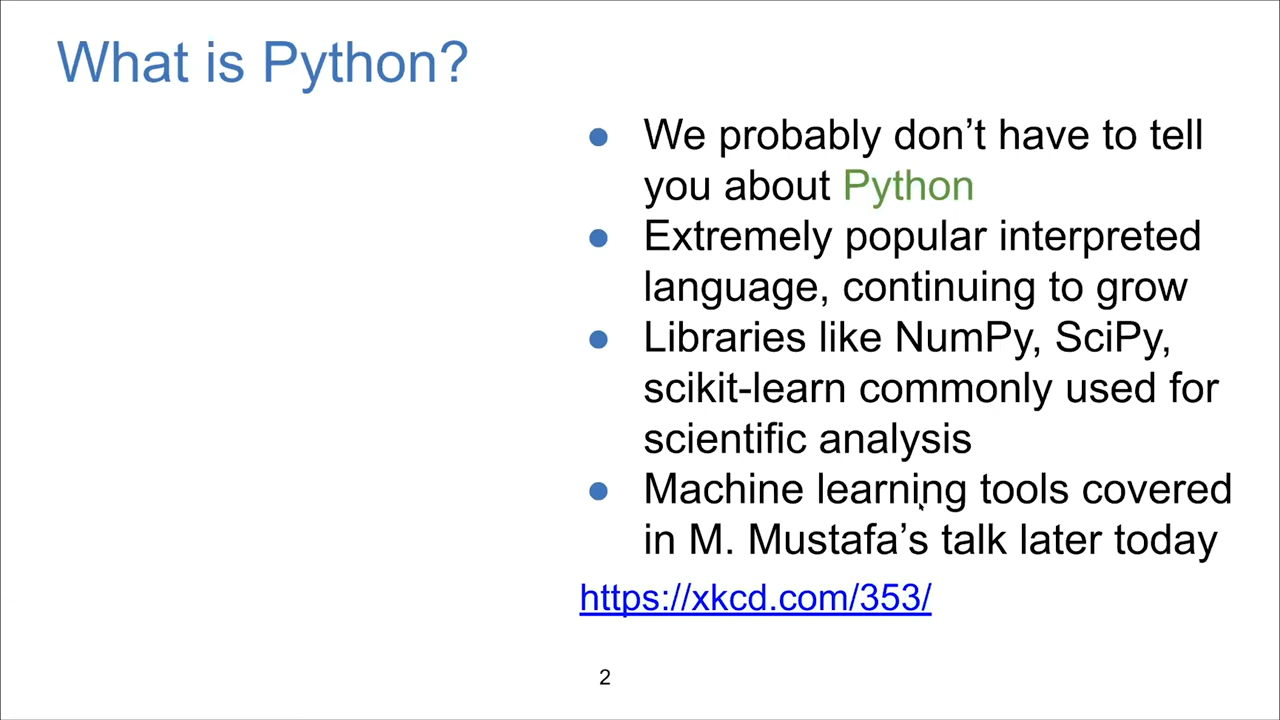 What is Python?
● We probably don’t have to tell
you about Python
● Extremely popular interpreted
language, continuing to grow
● Libraries like NumPy, SciPy,
scikit-learn commonly used for
scientific analysis
● Machine learning tools covered
in M. Mustafa’s talk later today
https://xkcd.com/353/
2